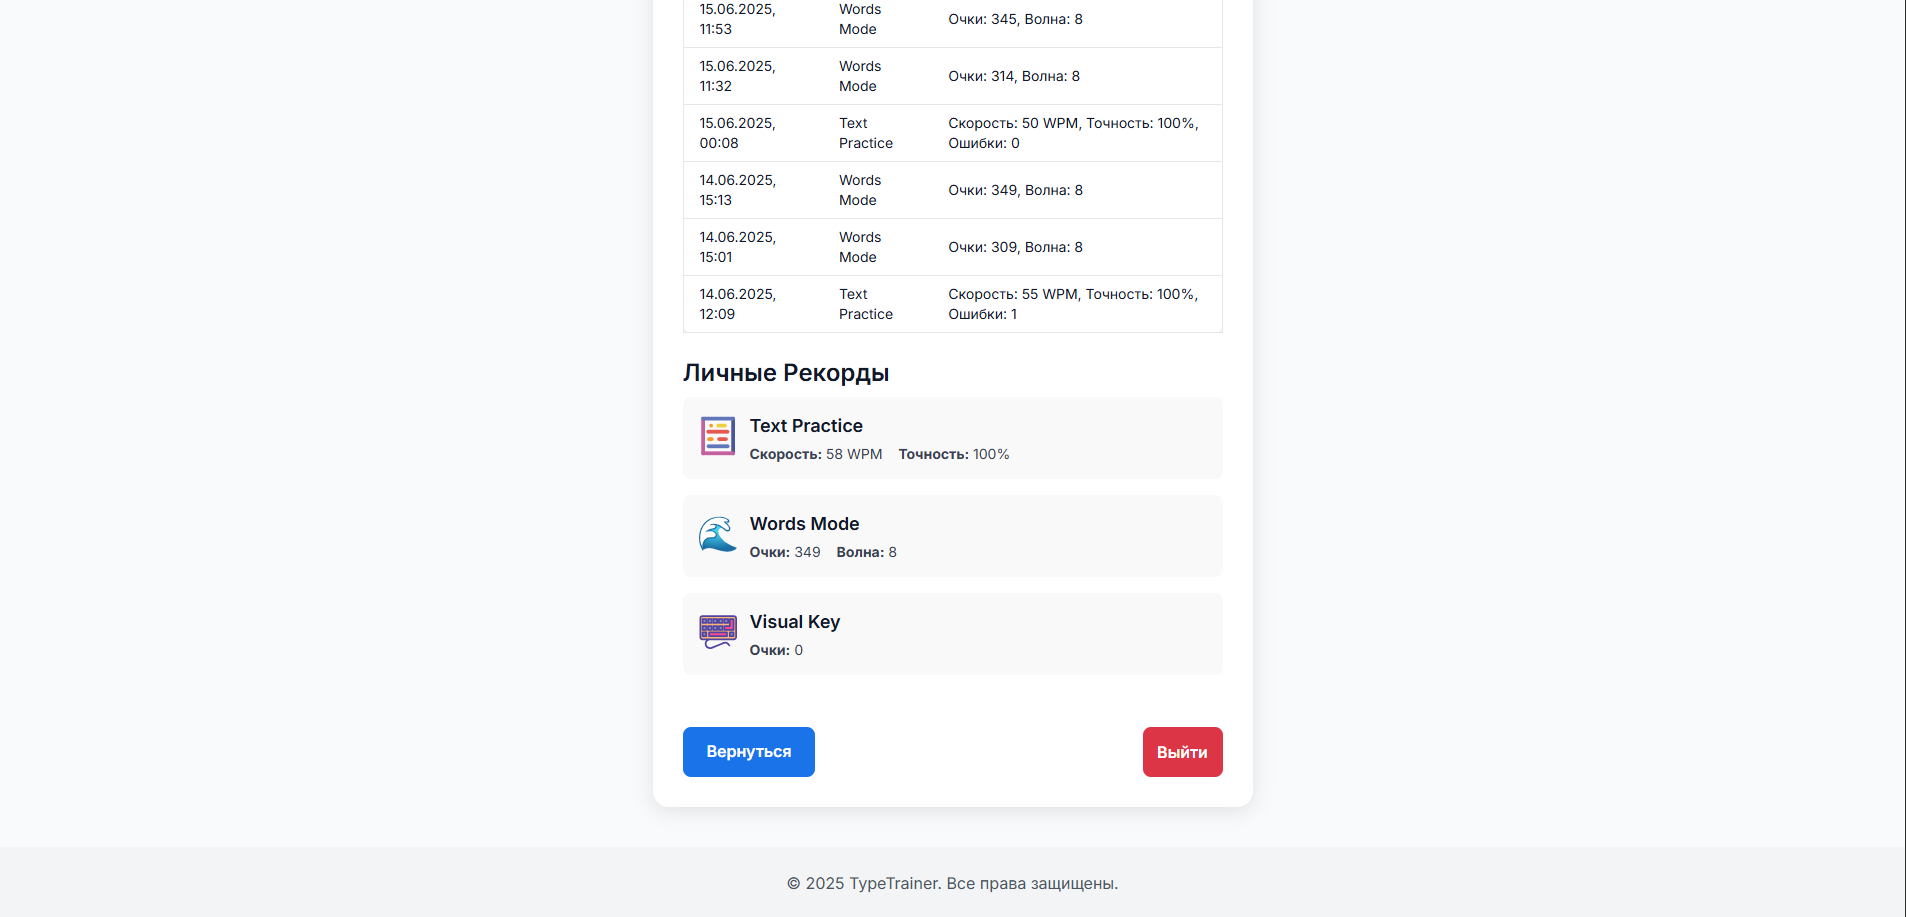 15.06.2025, Words Очки: 345, Волна: 8
11:53 Mode
15.06.2025, Words Очки: 314, Волна: 8
11:32 Mode
15.06.2025, Text Скорость: 50 WPM, Точность: 100%,
00:08 Practice Ошибки: 0
14.06.2025, Words Очки: 349, Волна: 8
15:13 Mode
14.06.2025, Words Очки: 309, Волна: 8
15:01 Mode
14.06.2025, Text Скорость: 55 WPM, Точность: 100%,
12:09 Practice Ошибки: 1
Личные Рекорды
Text Practice
Скорость: 58 WPM Точность: 100%
Words Mode
Очки: 349 Волна: 8
Visual Key
Очки: 0
Вернуться Выйти
© 2025 TypeTrainer. Все права защищены.